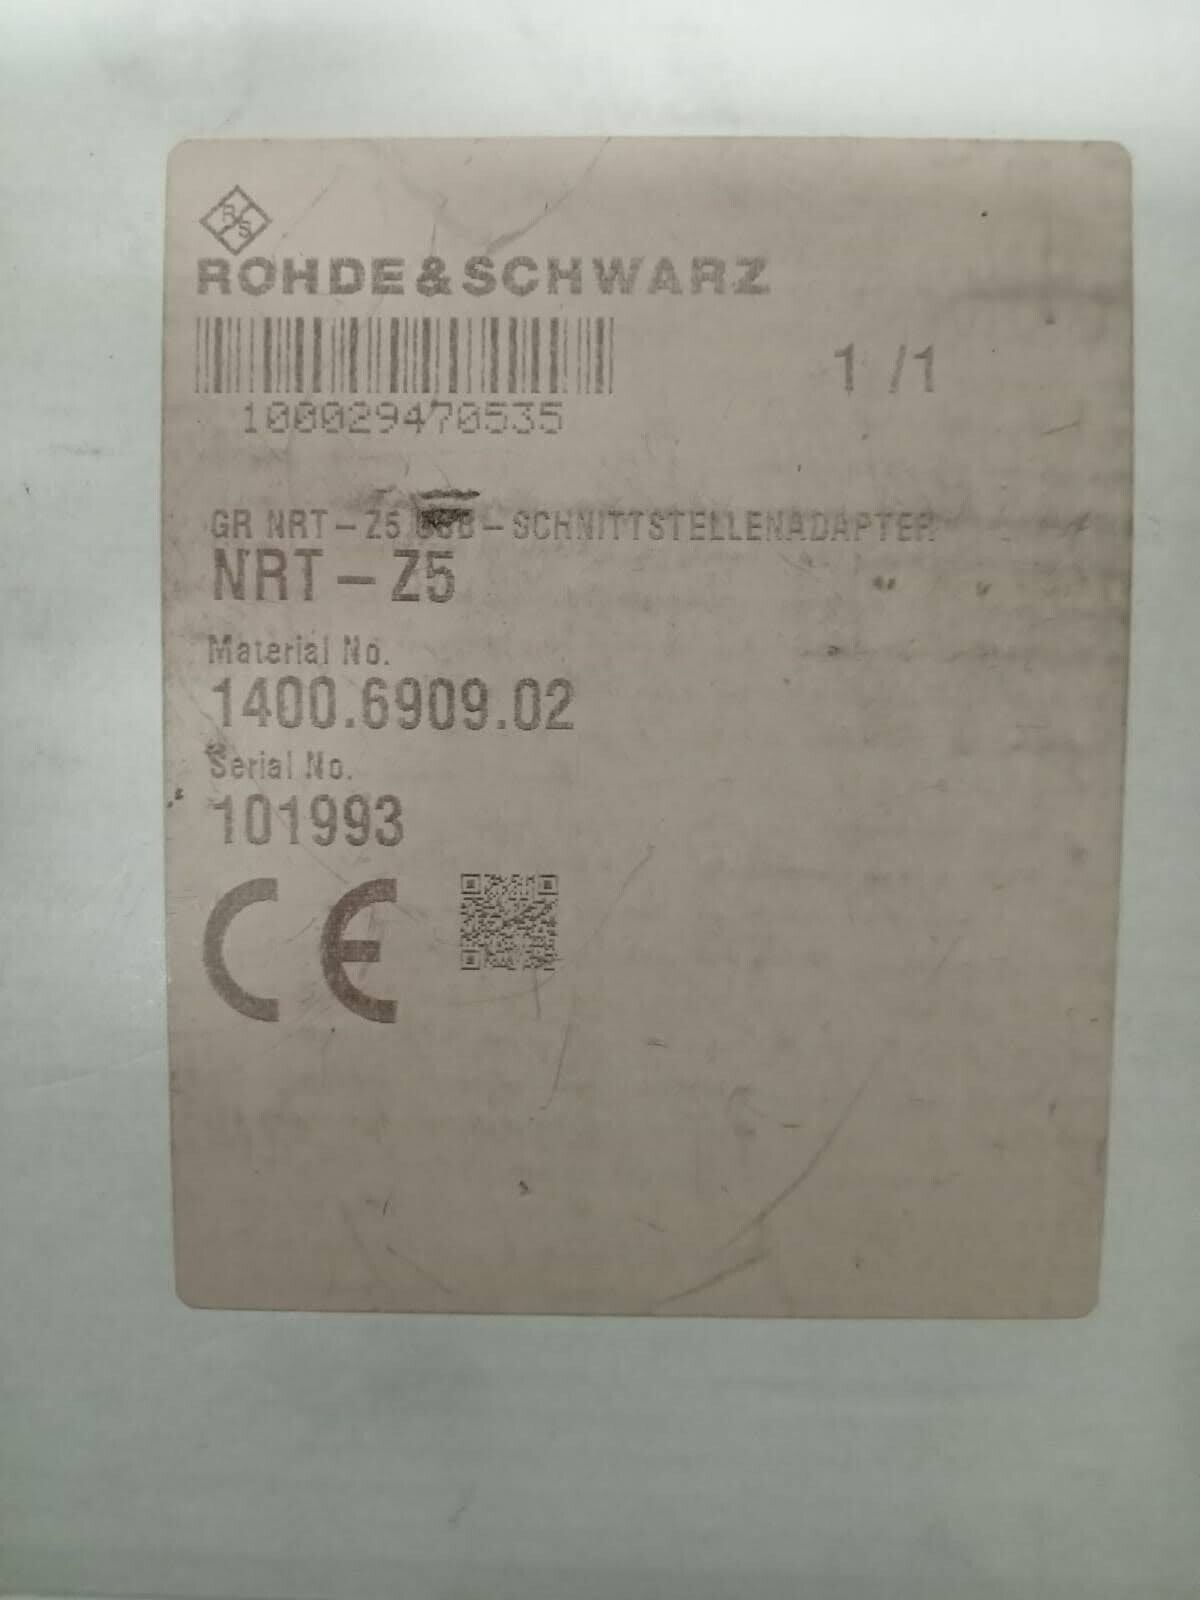 R S
ROHDE & SCHWARZ
1 /1
100029470535
GR NRT-Z5 USB-SCHNITTSTELLENADAPTER
NRT-Z5
Material No.
1400.6909.02
Serial No.
101993
CE